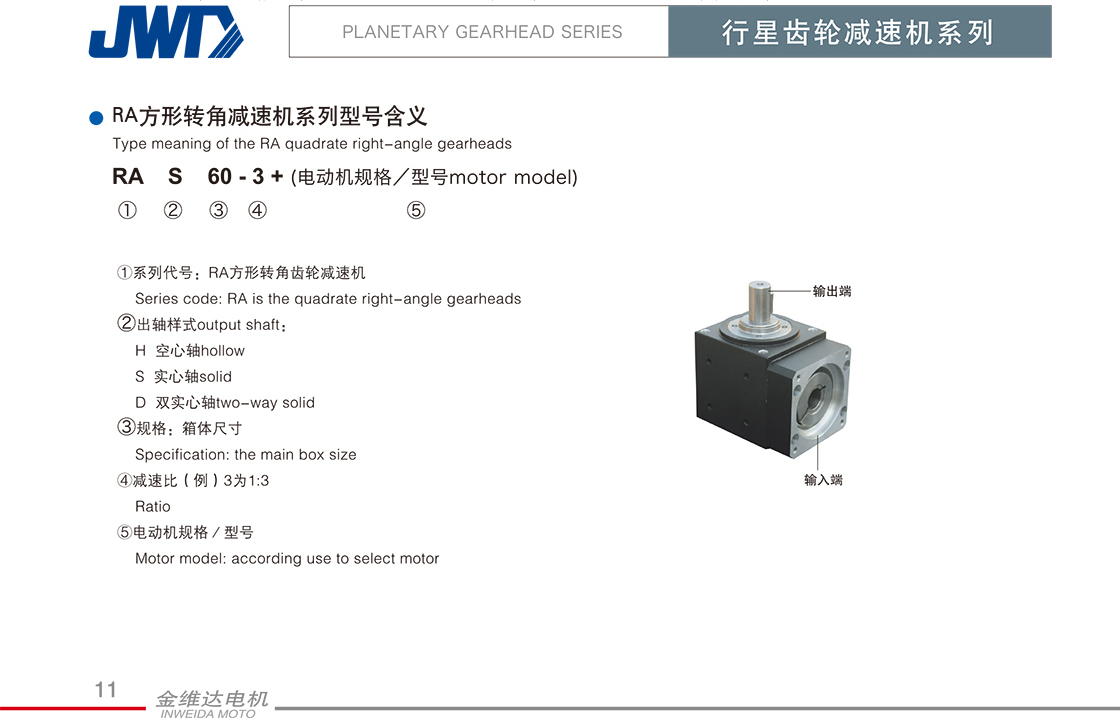 JWD
PLANETARY GEARHEAD SERIES
行星齿轮减速机系列
RA方形转角减速机系列型号含义
Type meaning of the RA quadrate right-angle gearheads
RA S 60 - 3 + (电动机规格／型号motor model)
① ② ③ ④ ⑤
①系列代号：RA方形转角齿轮减速机
Series code: RA is the quadrate right-angle gearheads
②出轴样式output shaft：
H 空心轴hollow
S 实心轴solid
D 双实心轴two-way solid
③规格：箱体尺寸
Specification: the main box size
④减速比（例）3为1:3
Ratio
⑤电动机规格／型号
Motor model: according use to select motor
输出端
输入端
11
金维达电机
INWEIDA MOTO